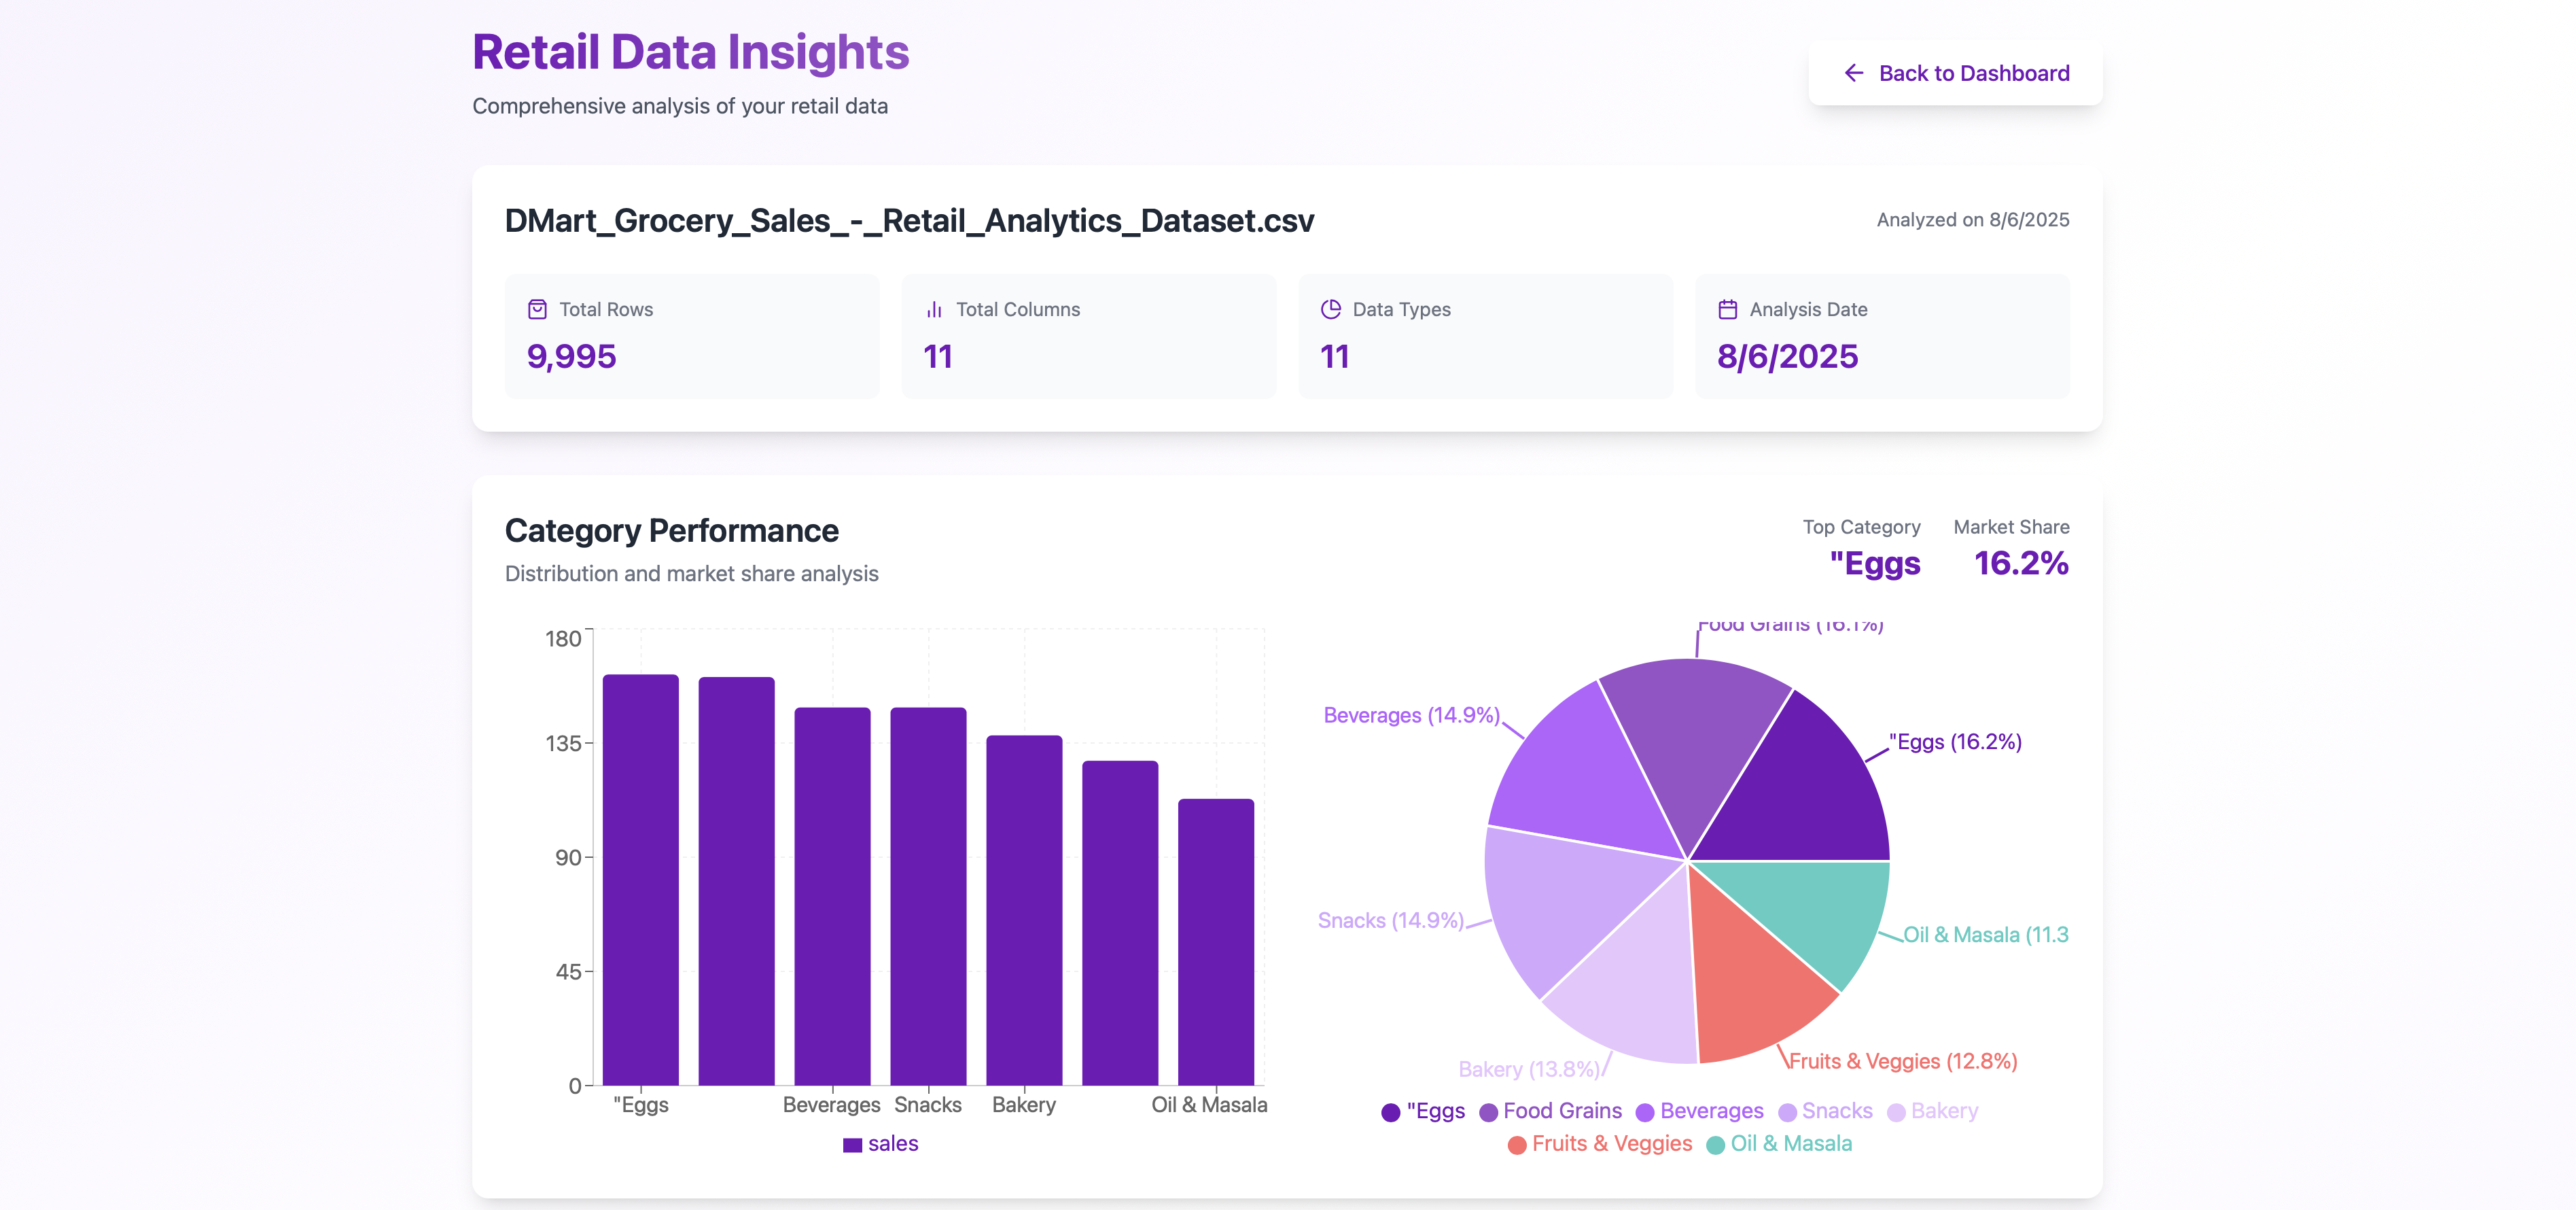 Retail Data Insights
Comprehensive analysis of your retail data
Back to Dashboard
DMart_Grocery_Sales_-_Retail_Analytics_Dataset.csv
Analyzed on 8/6/2025
Total Rows
9,995
Total Columns
11
Data Types
11
Analysis Date
8/6/2025
Category Performance
Distribution and market share analysis
Top Category
"Eggs
Market Share
16.2%
180
135
90
45
0
"Eggs
Beverages
Snacks
Bakery
Oil & Masala
sales
Food Grains (16.1%)
"Eggs (16.2%)
Beverages (14.9%)
Snacks (14.9%)
Oil & Masala (11.3
Bakery (13.8%)
Fruits & Veggies (12.8%)
"Eggs Food Grains Beverages Snacks Bakery
Fruits & Veggies Oil & Masala